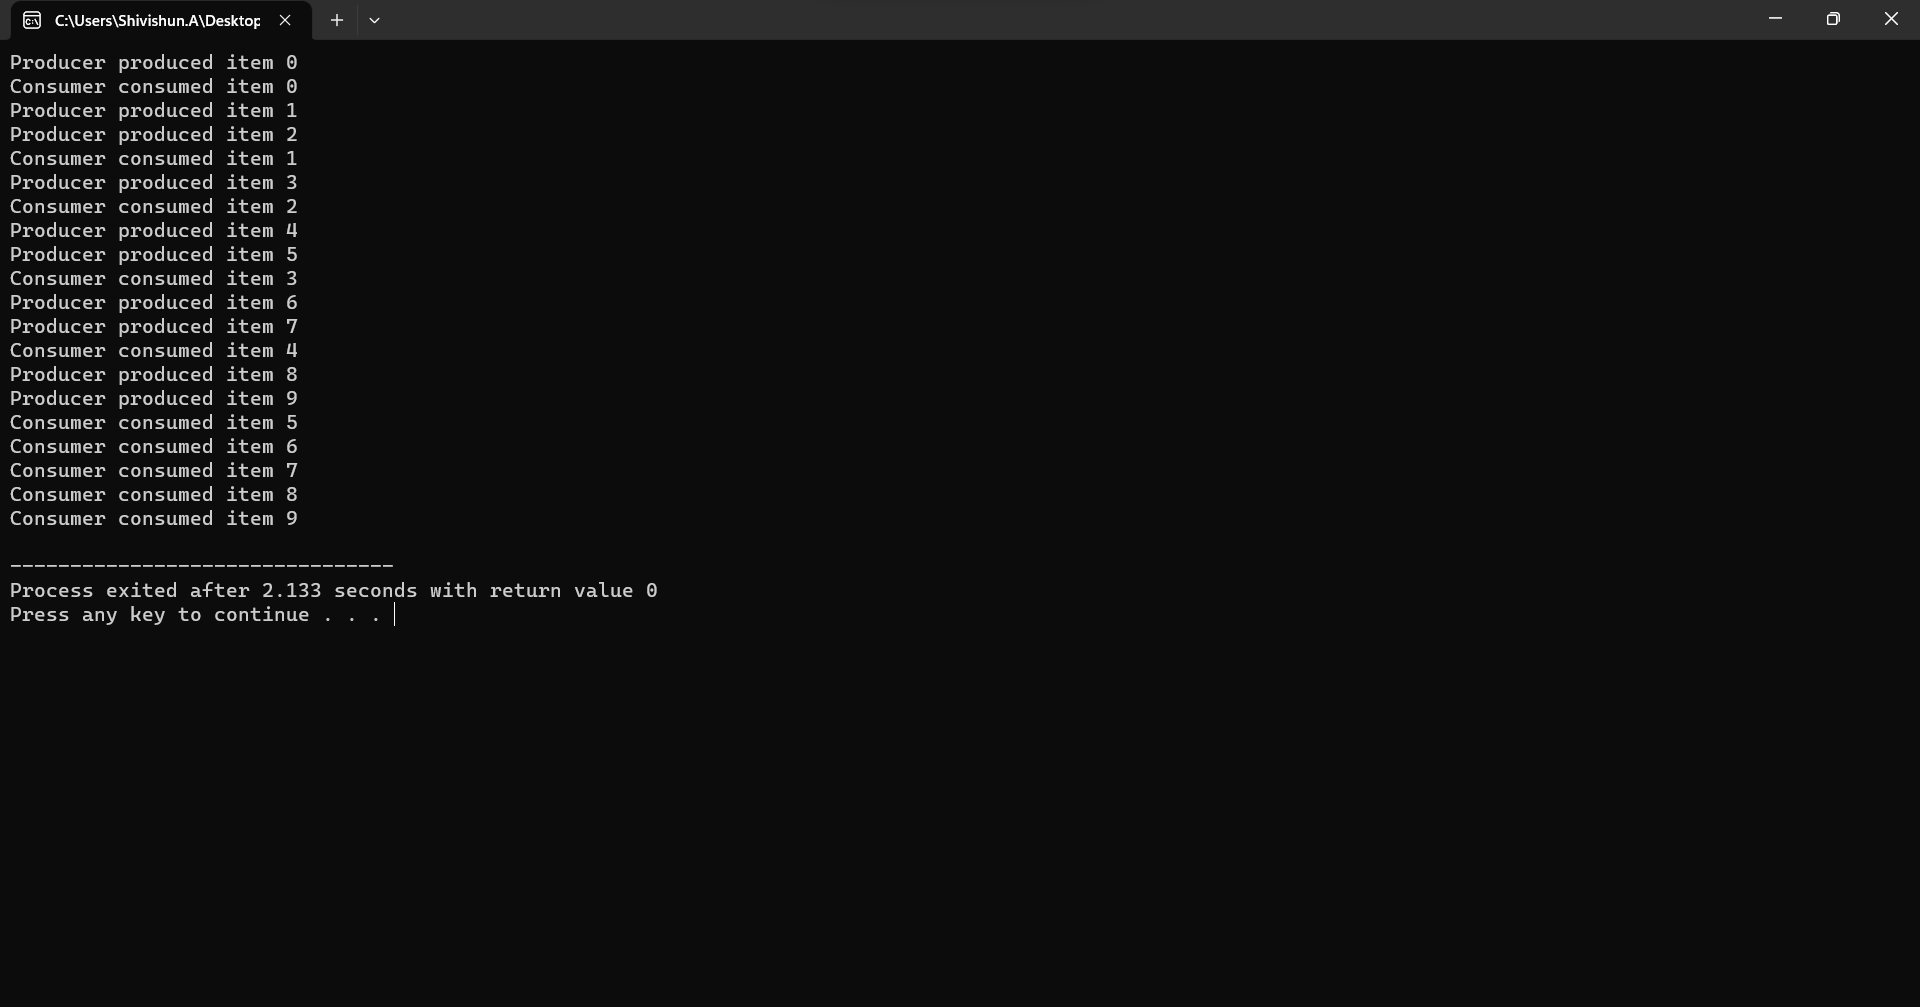 C:\Users\Shivishun.A\Desktop
Producer produced item 0
Consumer consumed item 0
Producer produced item 1
Producer produced item 2
Consumer consumed item 1
Producer produced item 3
Consumer consumed item 2
Producer produced item 4
Producer produced item 5
Consumer consumed item 3
Producer produced item 6
Producer produced item 7
Consumer consumed item 4
Producer produced item 8
Producer produced item 9
Consumer consumed item 5
Consumer consumed item 6
Consumer consumed item 7
Consumer consumed item 8
Consumer consumed item 9
--------------------------------
Process exited after 2.133 seconds with return value 0
Press any key to continue . . .